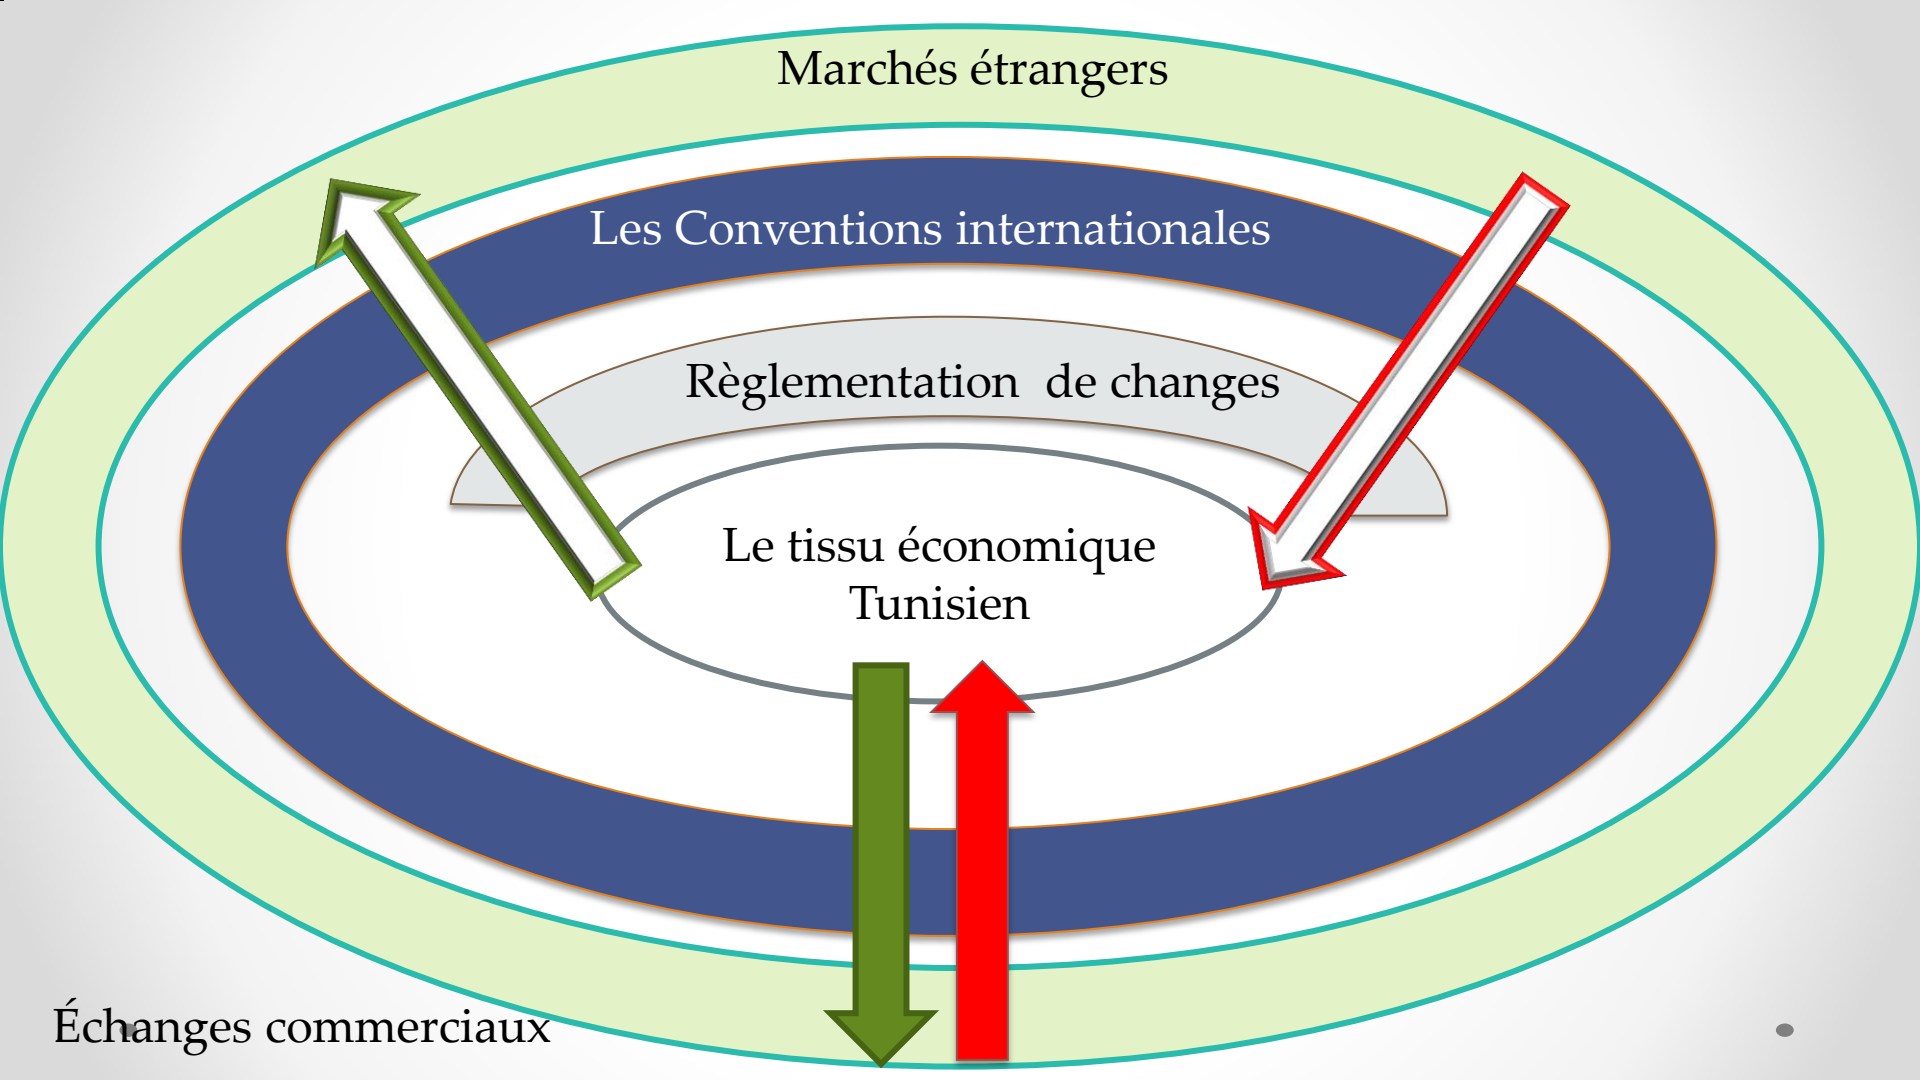 Marchés étrangers
Les Conventions internationales
Règlementation  de changes
Le tissu économique
Tunisien
Échanges commerciaux